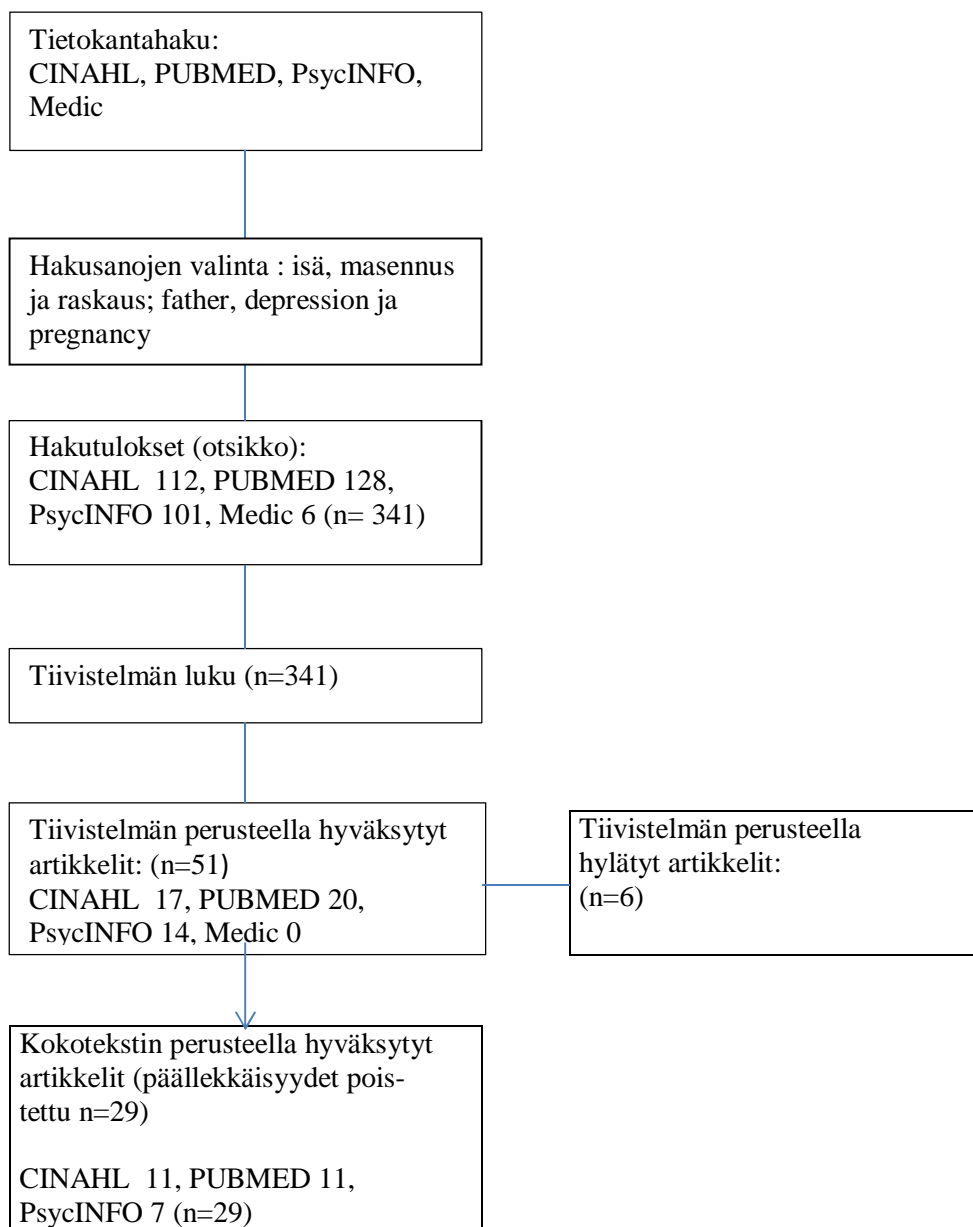 Tietokantahaku:
CINAHL, PUBMED, PsycINFO,
Medic
Hakusanojen valinta : isä, masennus
ja raskaus; father, depression ja
pregnancy
Hakutulokset (otsikko):
CINAHL  112, PUBMED 128,
PsycINFO 101, Medic 6 (n= 341)
Tiivistelmän luku (n=341)
Tiivistelmän perusteella hyväksytyt
artikkelit: (n=51)
CINAHL  17, PUBMED 20,
PsycINFO 14, Medic 0
Tiivistelmän perusteella
hylätyt artikkelit:
(n=6)
Kokotekstin perusteella hyväksytyt
artikkelit (päällekkäisyydet pois-
tettu n=29)
CINAHL  11, PUBMED 11,
PsycINFO 7 (n=29)